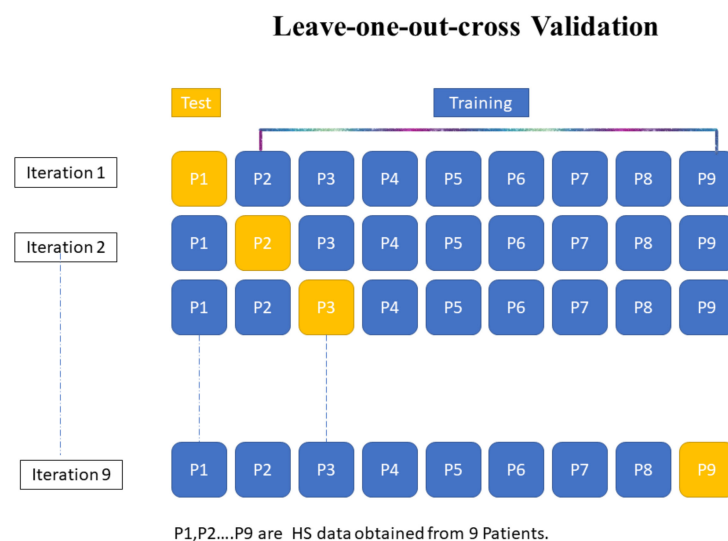 Leave-one-out-cross Validation
Test Training
Iteration 1 P1 P2 P3 P4 P5 P6 P7 P8 P9
Iteration 2 P1 P2 P3 P4 P5 P6 P7 P8 P9
P1 P2 P3 P4 P5 P6 P7 P8 P9
Iteration 9 P1 P2 P3 P4 P5 P6 P7 P8 P9
P1,P2....P9 are HS data obtained from 9 Patients.